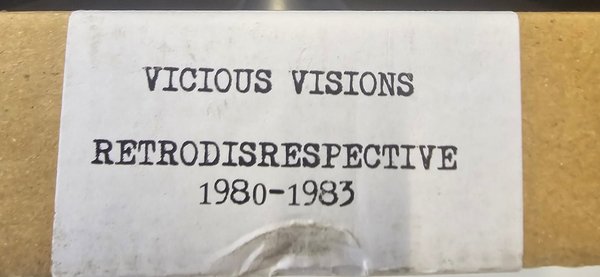 VICIOUS VISIONS
RETRODISRESPECTIVE
1980-1983